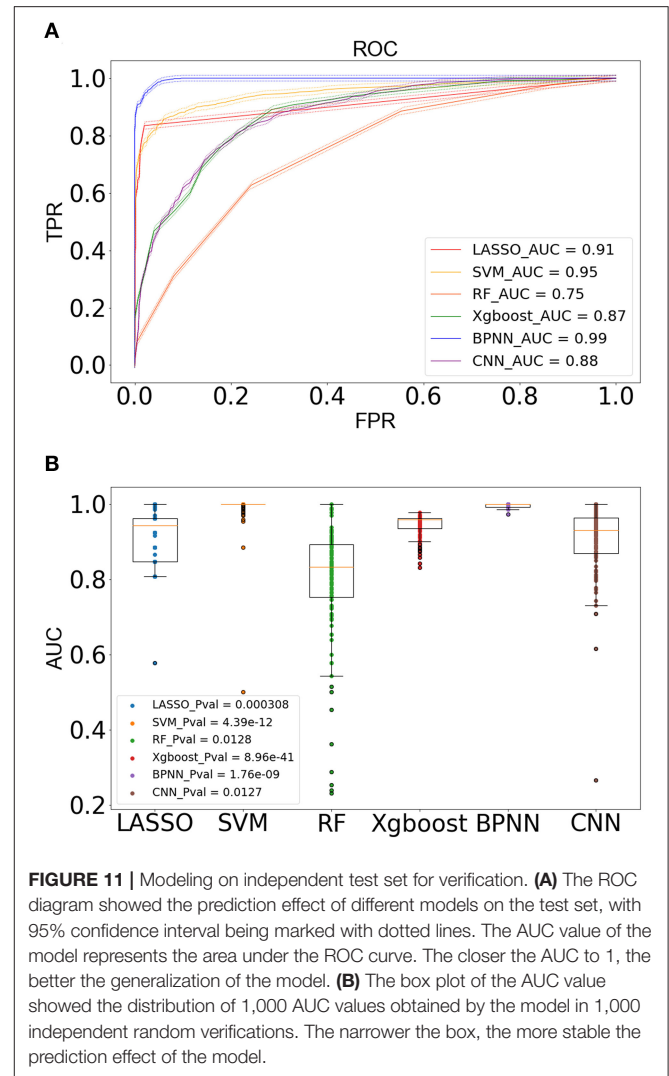 A
ROC
1.0
0.8
0.6
0.4
0.2
0.0
TPR
LASSO_AUC = 0.91
SVM_AUC = 0.95
RF_AUC = 0.75
Xgboost_AUC = 0.87
BPNN_AUC = 0.99
CNN_AUC = 0.88
0.0 0.2 0.4 0.6 0.8 1.0
FPR
B
1.0
0.8
0.6
0.4
0.2
AUC
LASSO_Pval = 0.000308
SVM_Pval = 4.39e-12
RF_Pval = 0.0128
Xgboost_Pval = 8.96e-41
BPNN_Pval = 1.76e-09
CNN_Pval = 0.0127
LASSO SVM RF Xgboost BPNN CNN
FIGURE 11 | Modeling on independent test set for verification. (A) The ROC
diagram showed the prediction effect of different models on the test set, with
95% confidence interval being marked with dotted lines. The AUC value of the
model represents the area under the ROC curve. The closer the AUC to 1, the
better the generalization of the model. (B) The box plot of the AUC value
showed the distribution of 1,000 AUC values obtained by the model in 1,000
independent random verifications. The narrower the box, the more stable the
prediction effect of the model.